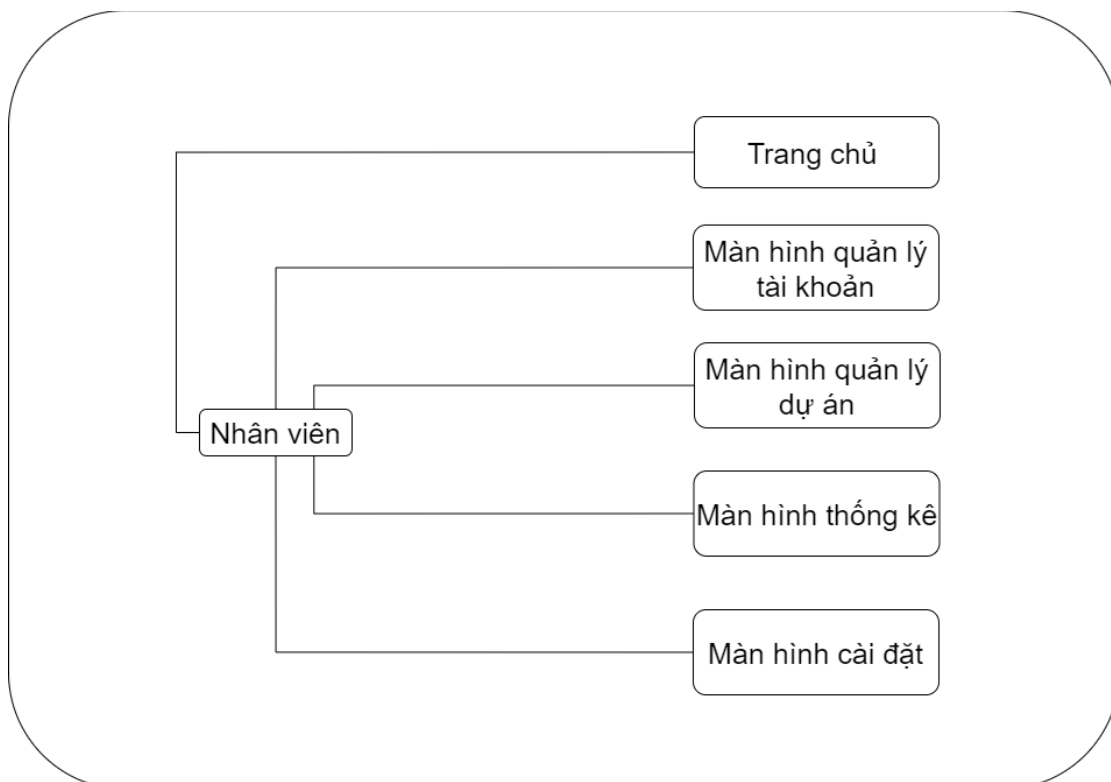 Trang chủ
Màn hình quản lý
tài khoản
Màn hình quản lý
dự án
Nhân viên
Màn hình thống kê
Màn hình cài đặt